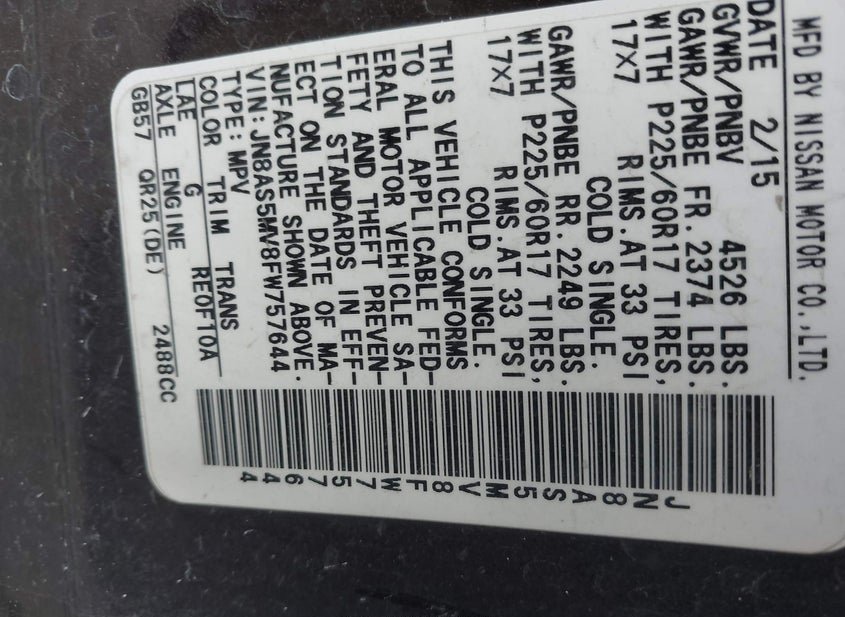 MFD BY NISSAN MOTOR CO.,LTD.
DATE 2/15
GVWR/PNBV 4526 LBS.
GAWR/PNBE FR. 2374 LBS.
WITH P225/60R17 TIRES,
17X7 RIMS.AT 33 PSI
COLD SINGLE.
GAWR/PNBE RR. 2249 LBS.
WITH P225/60R17 TIRES,
17X7 RIMS.AT 33 PSI
COLD SINGLE.
THIS VEHICLE CONFORMS
TO ALL APPLICABLE FED-
ERAL MOTOR VEHICLE SA-
FETY AND THEFT PREVEN-
TION STANDARDS IN EFF-
ECT ON THE DATE OF MA-
NUFACTURE SHOWN ABOVE.
VIN: JN8AS5MV8FW757644
TYPE: MPV
COLOR TRIM TRANS
LAE G RE0F10A
AXLE ENGINE
GB57 QR25(DE) 2488CC
JN8AS5MV8FW757644